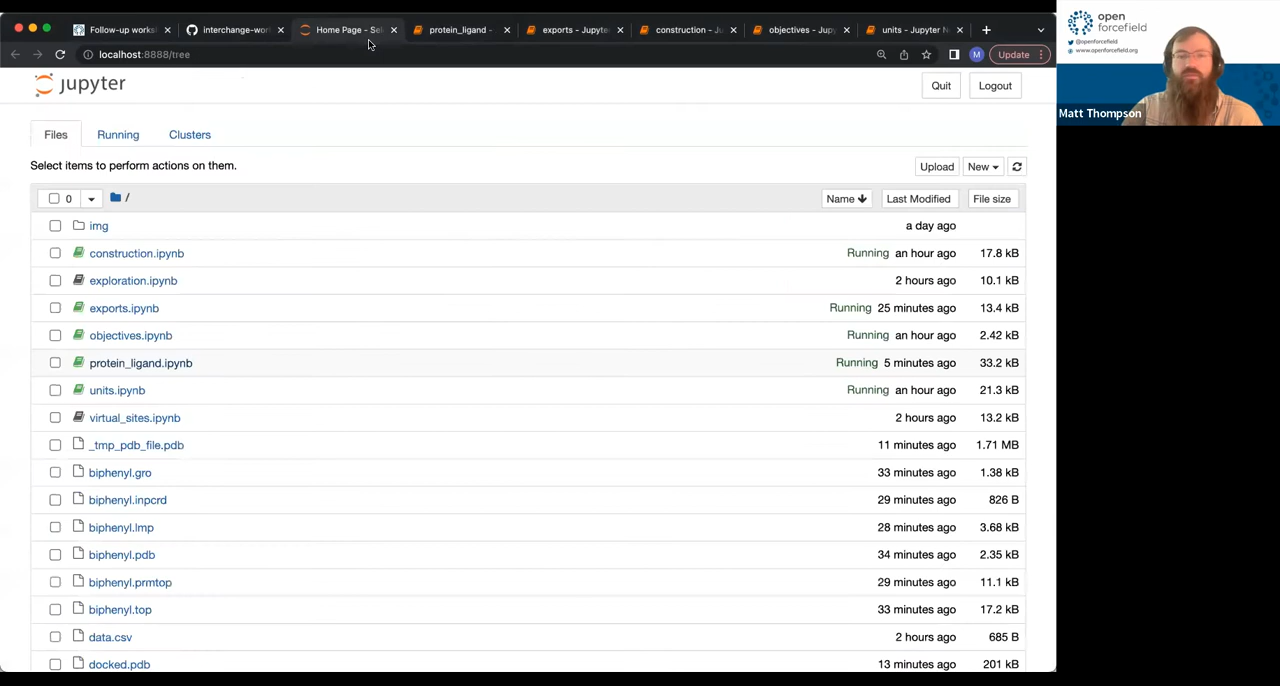 Follow-up works
interchange-wor
Home Page - Sel
protein_ligand -
exports - Jupyte
construction - Ju
objectives - Jup
units - Jupyter N
localhost:8888/tree
M
Update
jupyter
Quit
Logout
Files
Running
Clusters
Select items to perform actions on them.
Upload
New
0
/
Name
Last Modified
File size
img
a day ago
construction.ipynb
Running an hour ago
17.8 kB
exploration.ipynb
2 hours ago
10.1 kB
exports.ipynb
Running 25 minutes ago
13.4 kB
objectives.ipynb
Running an hour ago
2.42 kB
protein_ligand.ipynb
Running 5 minutes ago
33.2 kB
units.ipynb
Running an hour ago
21.3 kB
virtual_sites.ipynb
2 hours ago
13.2 kB
_tmp_pdb_file.pdb
11 minutes ago
1.71 MB
biphenyl.gro
33 minutes ago
1.38 kB
biphenyl.inpcrd
29 minutes ago
826 B
biphenyl.lmp
28 minutes ago
3.68 kB
biphenyl.pdb
34 minutes ago
2.35 kB
biphenyl.prmtop
29 minutes ago
11.1 kB
biphenyl.top
33 minutes ago
17.2 kB
data.csv
2 hours ago
685 B
docked.pdb
13 minutes ago
201 kB
open
forcefield
@openforcefield
www.openforcefield.org
Matt Thompson